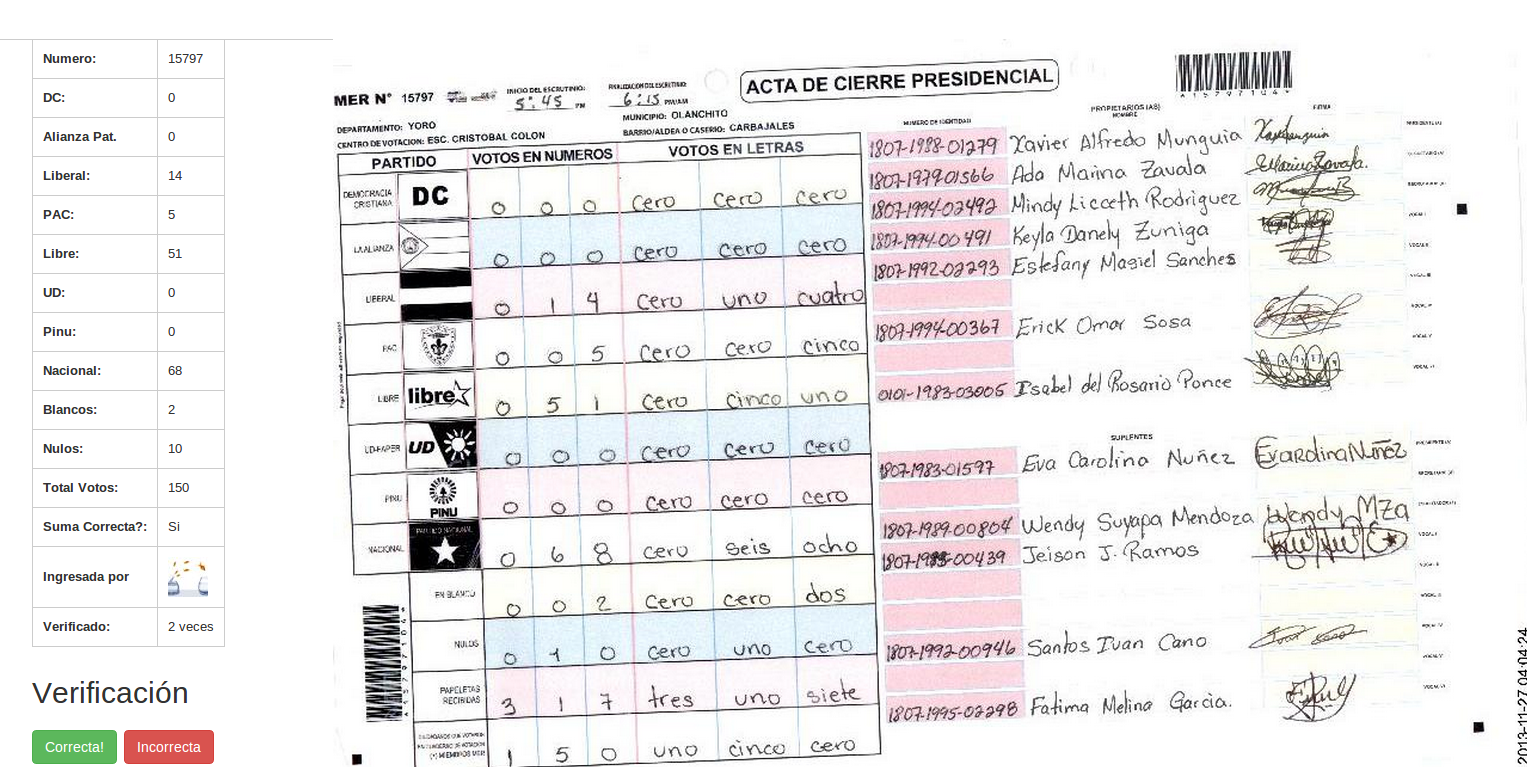 Numero: 15797
DC: 0
Alianza Pat. 0
Liberal: 14
PAC: 5
Libre: 51
UD: 0
Pinu: 0
Nacional: 68
Blancos: 2
Nulos: 10
Total Votos: 150
Suma Correcta?: Si
Ingresada por
Verificado: 2 veces
Verificación
Correcta! Incorrecta
ACTA DE CIERRE PRESIDENCIAL
MER N° 15797
INICIO DEL ESCRUTINIO: 5:45 PM
FINALIZACION DEL ESCRUTINIO: 6:15 PM/AM
DEPARTAMENTO: YORO
MUNICIPIO: OLANCHITO
CENTRO DE VOTACION: ESC. CRISTOBAL COLON
BARRIO/ALDEA O CASERIO: CARBAJALES
PARTIDO VOTOS EN NUMEROS VOTOS EN LETRAS
DEMOCRACIA CRISTIANA DC 0 0 0 cero cero cero
LA ALIANZA 0 0 0 cero cero cero
LIBERAL 0 1 4 cero uno cuatro
PAC 0 0 5 cero cero cinco
LIBRE libre 0 5 1 cero cinco uno
UD-FAPER UD 0 0 0 cero cero cero
PINU PINU 0 0 0 cero cero cero
NACIONAL PARTIDO NACIONAL 0 6 8 cero seis ocho
EN BLANCO 0 0 2 cero cero dos
NULOS 0 1 0 cero uno cero
PAPELETAS RECIBIDAS 3 1 7 tres uno siete
1 5 0 uno cinco cero
NUMERO DE IDENTIDAD PROPIETARIOS (AS) NOMBRE FIRMA
1807-1988-01279 Xavier Alfredo Munguia
1807-1979-01566 Ada Marina Zavala
1807-1994-02492 Mindy Licceth Rodriguez
1807-1994-00491 Keyla Danely Zuniga
1807-1992-02293 Estefany Masiel Sanches
1807-1994-00367 Erick Omar Sosa
0101-1983-03005 Isabel del Rosario Ponce
SUPLENTES
1807-1983-01597 Eva Carolina Nuñez
1807-1989-00804 Wendy Suyapa Mendoza
Jeison J. Ramos
1807-1992-00946 Santos Ivan Cano
1807-1995-02298 Fatima Melina Garcia.
2013-11-27 04:04:24